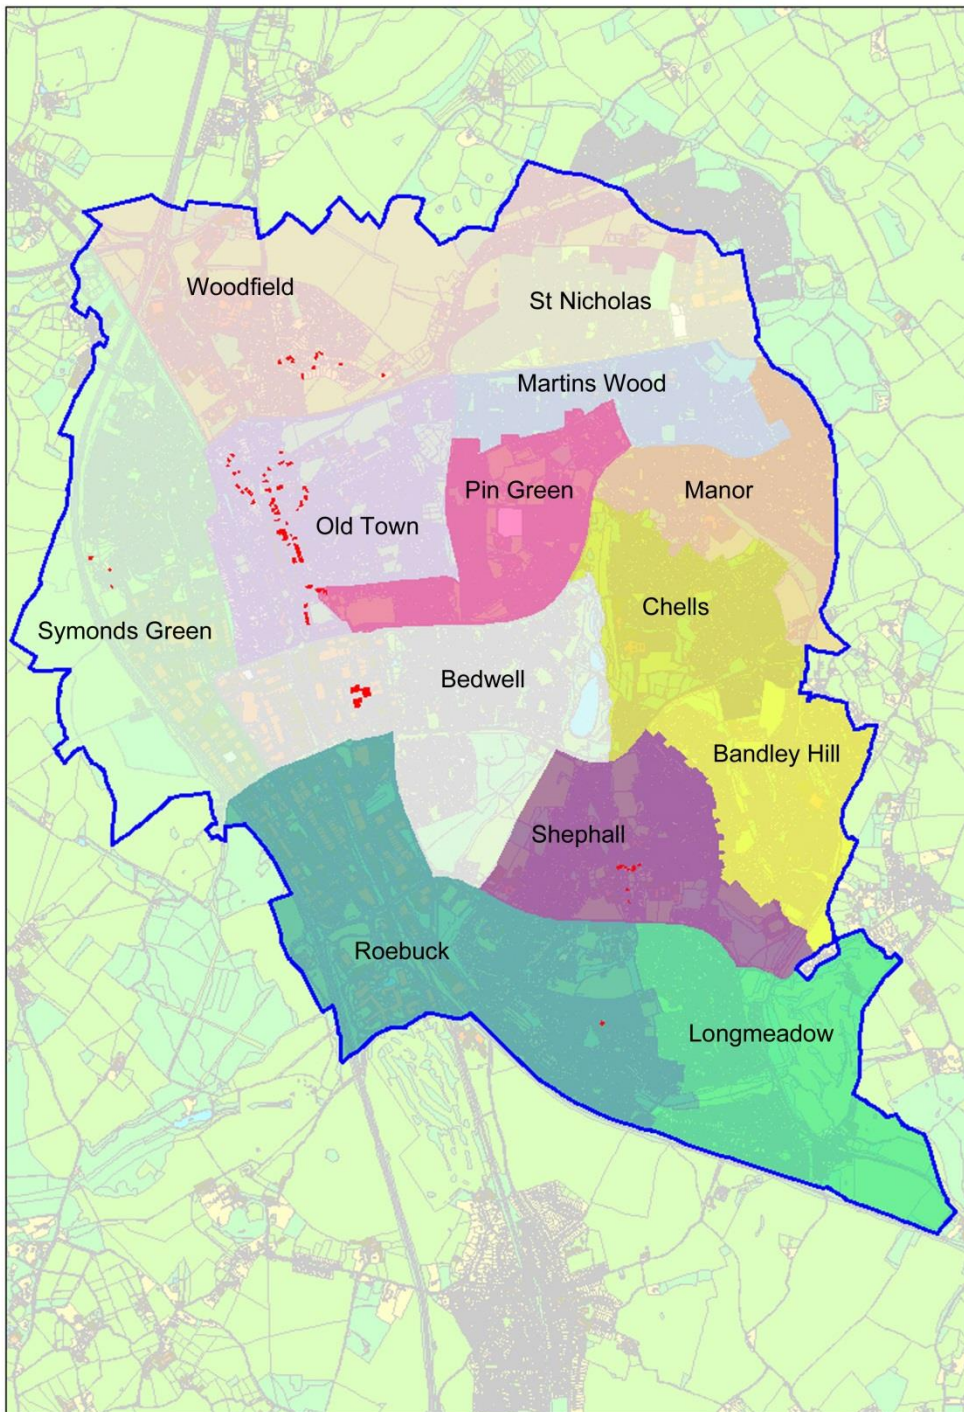 Woodfield
St Nicholas
Martins Wood
Pin Green
Manor
Old Town
Chells
Symonds Green
Bedwell
Bandley Hill
Shephall
Roebuck
Longmeadow